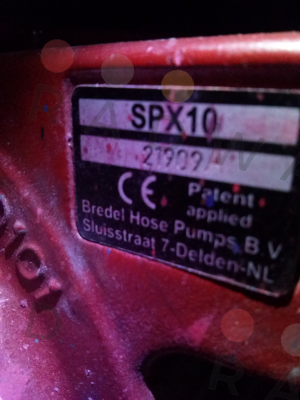 SPX10
21909
CE Patent
applied
Bredel Hose Pumps B.V.
Sluisstraat 7-Delden-NL